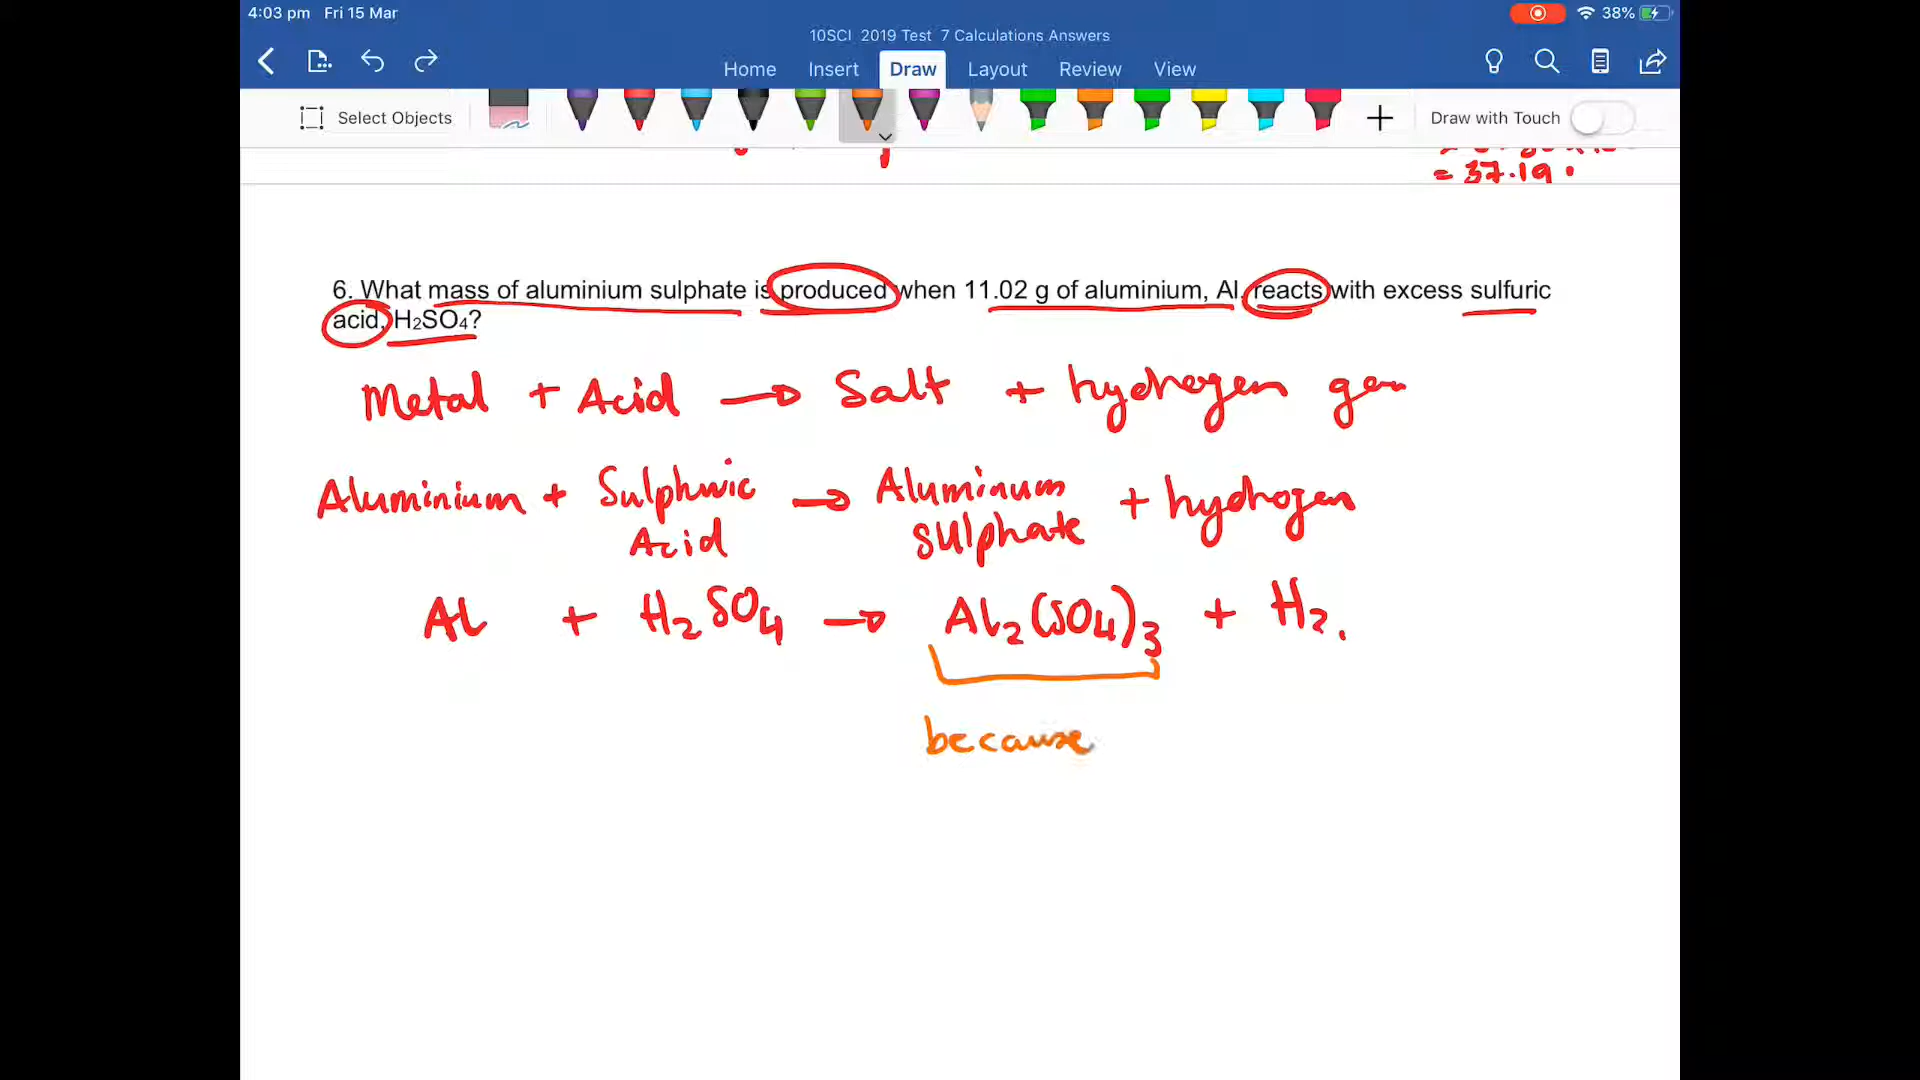 4:03 pm Fri 15 Mar 38%
10SCI 2019 Test 7 Calculations Answers
Home Insert Draw Layout Review View
Select Objects Draw with Touch
= 37.19
6. What mass of aluminium sulphate is produced when 11.02 g of aluminium, Al, reacts with excess sulfuric
acid, H₂SO₄?
Metal + Acid → Salt + hydrogen gas
Aluminium + Sulphuric → Aluminum + hydrogen
Acid sulphate
Al + H₂SO₄ → Al₂(SO₄)₃ + H₂.
because